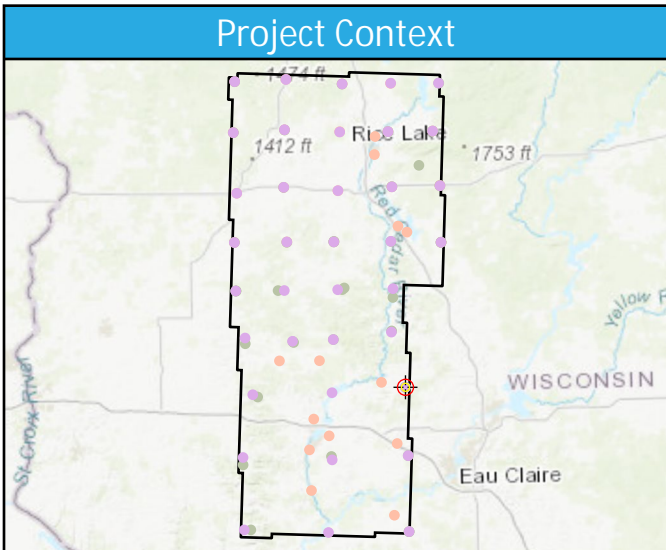 Project Context
1474 ft
Rice Lake
1412 ft
1753 ft
Red Cedar River
Yellow R
WISCONSIN
St Croix River
Eau Claire